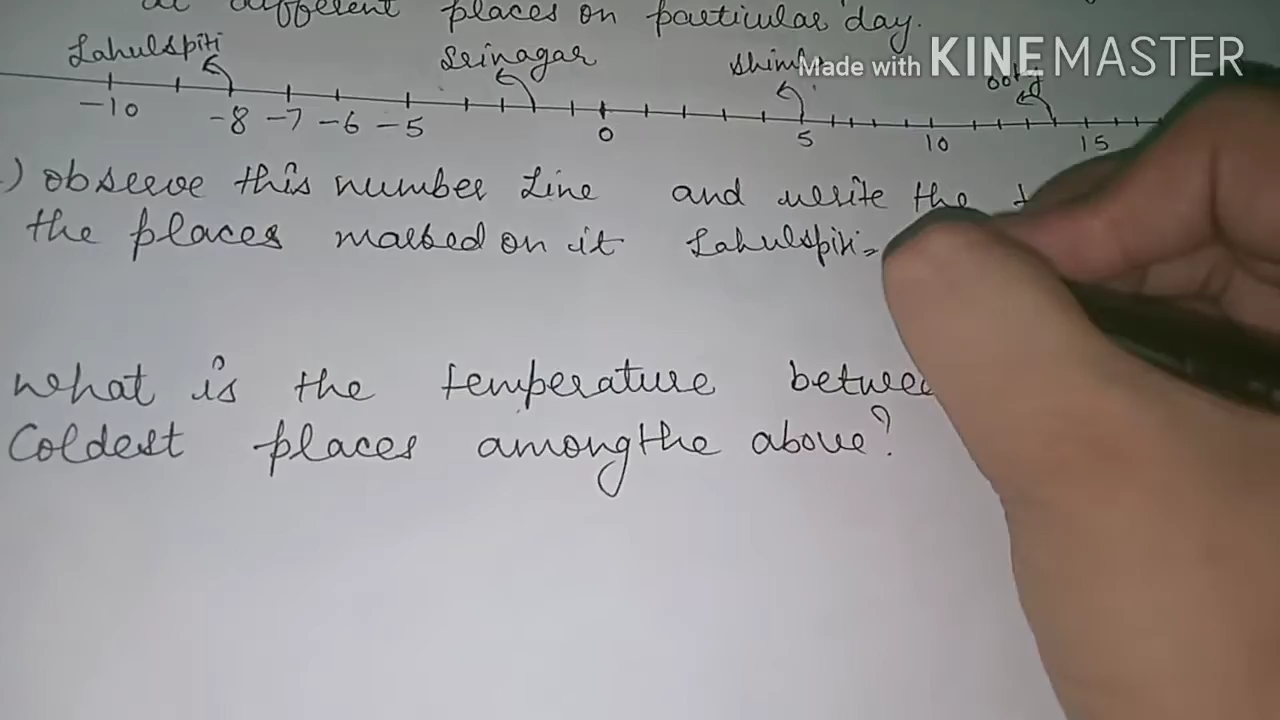 at different places on particular day.
Made with KINEMASTER
Lahulspiti Srinagar Shimla ooty
-10 -8 -7 -6 -5 0 5 10 15
.) observe this number Line and write the
the places marked on it Lahulspiti =
What is the temperature
Coldest places among the above?